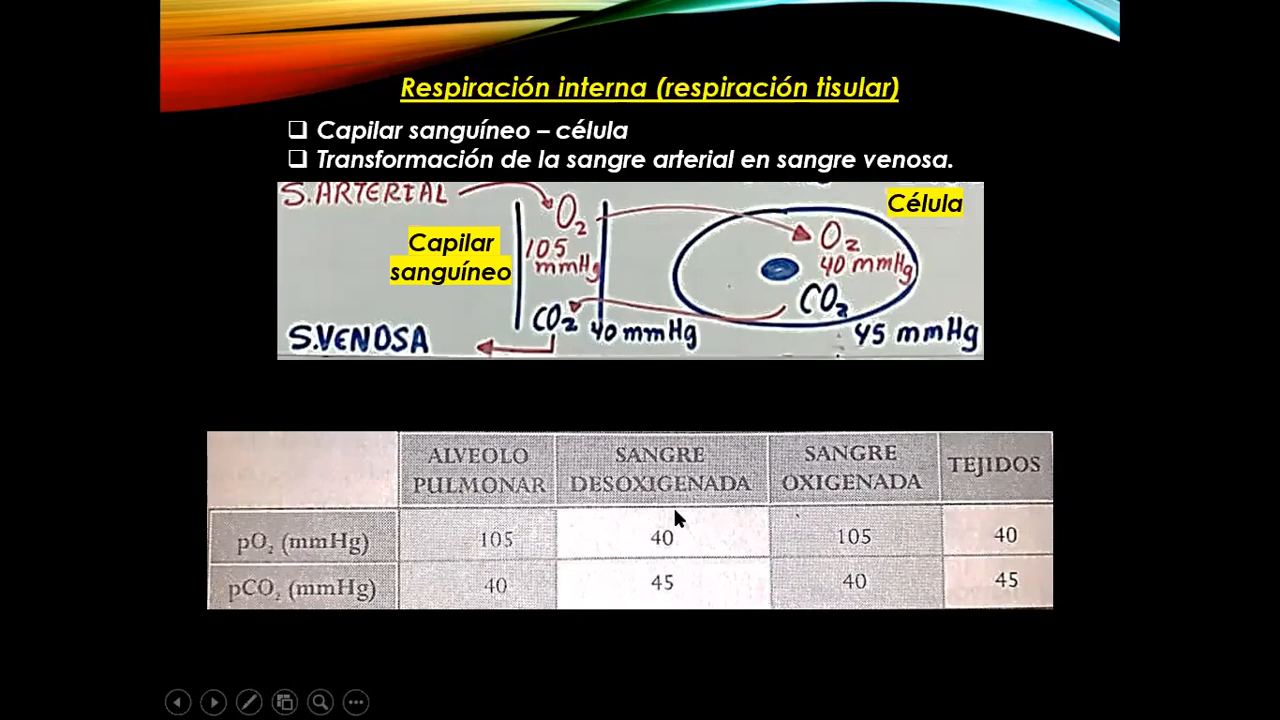 Respiración interna (respiración tisular)
Capilar sanguíneo – célula
Transformación de la sangre arterial en sangre venosa.
S.ARTERIAL
O₂
105
mmHg
Capilar
sanguíneo
Célula
O₂
40 mmHg
CO₂
45 mmHg
CO₂ 40 mmHg
S.VENOSA
ALVEOLO PULMONAR SANGRE DESOXIGENADA SANGRE OXIGENADA TEJIDOS
pO₂ (mmHg) 105 40 105 40
pCO₂ (mmHg) 40 45 40 45